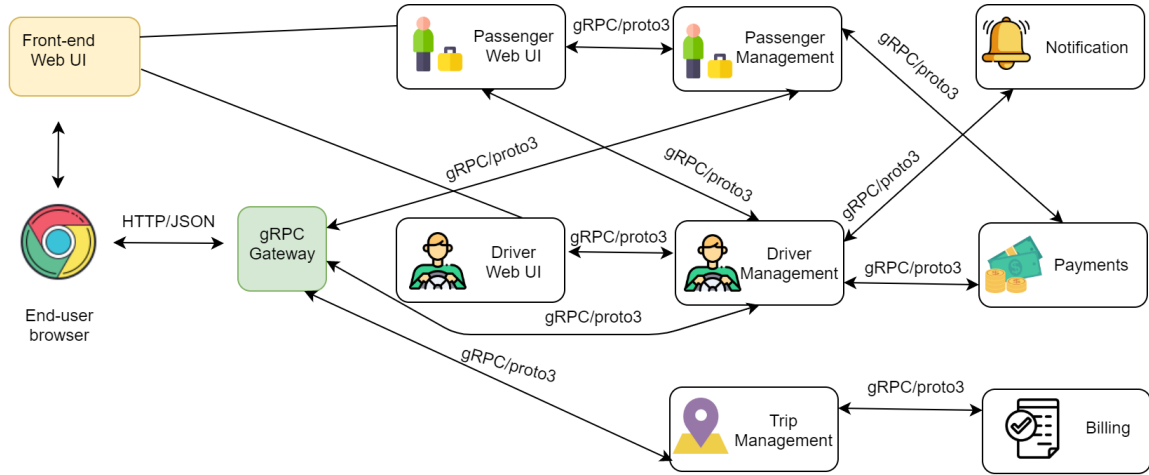 Front-end
Web UI
Passenger
Web UI
gRPC/proto3
Passenger
Management
Notification
gRPC/proto3
gRPC/proto3
gRPC/proto3
gRPC/proto3
HTTP/JSON
gRPC
Gateway
Driver
Web UI
gRPC/proto3
Driver
Management
gRPC/proto3
Payments
End-user
browser
gRPC/proto3
gRPC/proto3
Trip
Management
gRPC/proto3
Billing